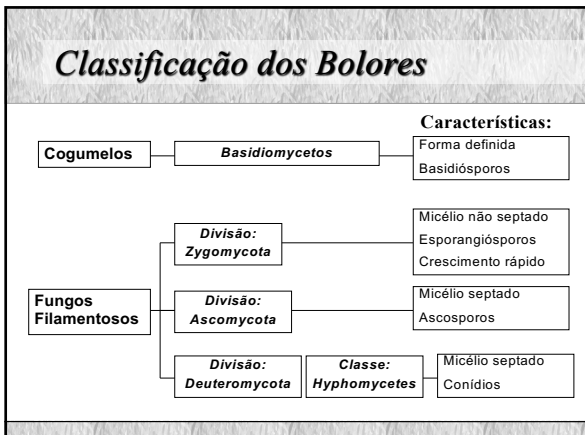 Classificação dos Bolores
Características:
Cogumelos
Basidiomycetos
Forma definida
Basidiósporos
Fungos
Filamentosos
Divisão:
Zygomycota
Micélio não septado
Esporangiósporos
Crescimento rápido
Divisão:
Ascomycota
Micélio septado
Ascosporos
Divisão:
Deuteromycota
Classe:
Hyphomycetes
Micélio septado
Conídios